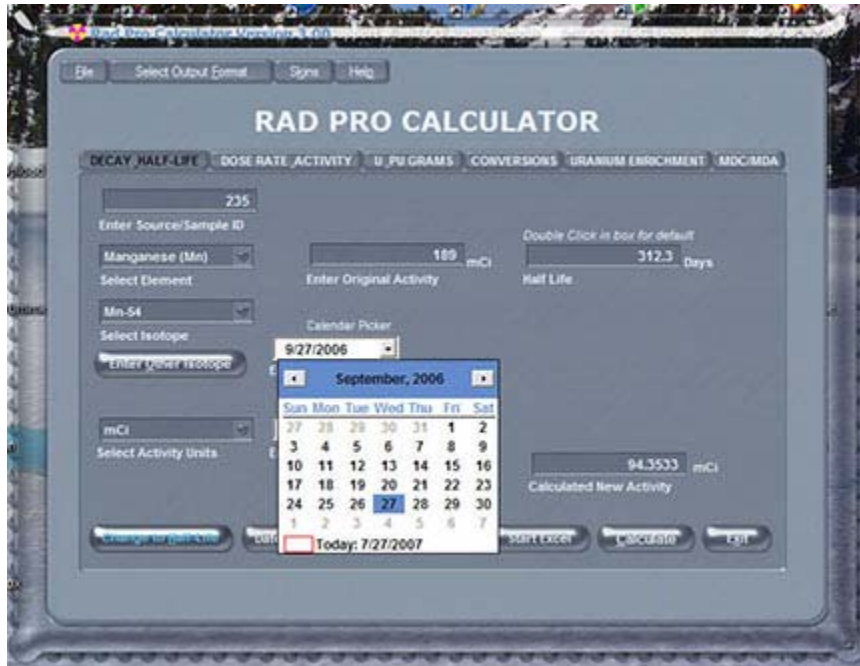 Rad Pro Calculator Version 3.00
File Select Output Format Signs Help
RAD PRO CALCULATOR
DECAY_HALF-LIFE DOSE RATE_ACTIVITY U_PU GRAMS CONVERSIONS URANIUM ENRICHMENT MDC/MDA
235
Enter Source/Sample ID
Double Click in box for default
Manganese (Mn) 189 mCi 312.3 Days
Select Element Enter Original Activity Half Life
Mn-54
Select Isotope Calendar Picker
9/27/2006
Enter Other Isotope
September, 2006
Sun Mon Tue Wed Thu Fri Sat
27 28 29 30 31 1 2
3 4 5 6 7 8 9
10 11 12 13 14 15 16
17 18 19 20 21 22 23
24 25 26 27 28 29 30
1 2 3 4 5 6 7
Today: 7/27/2007
mCi
Select Activity Units
94.3533 mCi
Calculated New Activity
Change to Half-Life Start Excel Calculate Exit